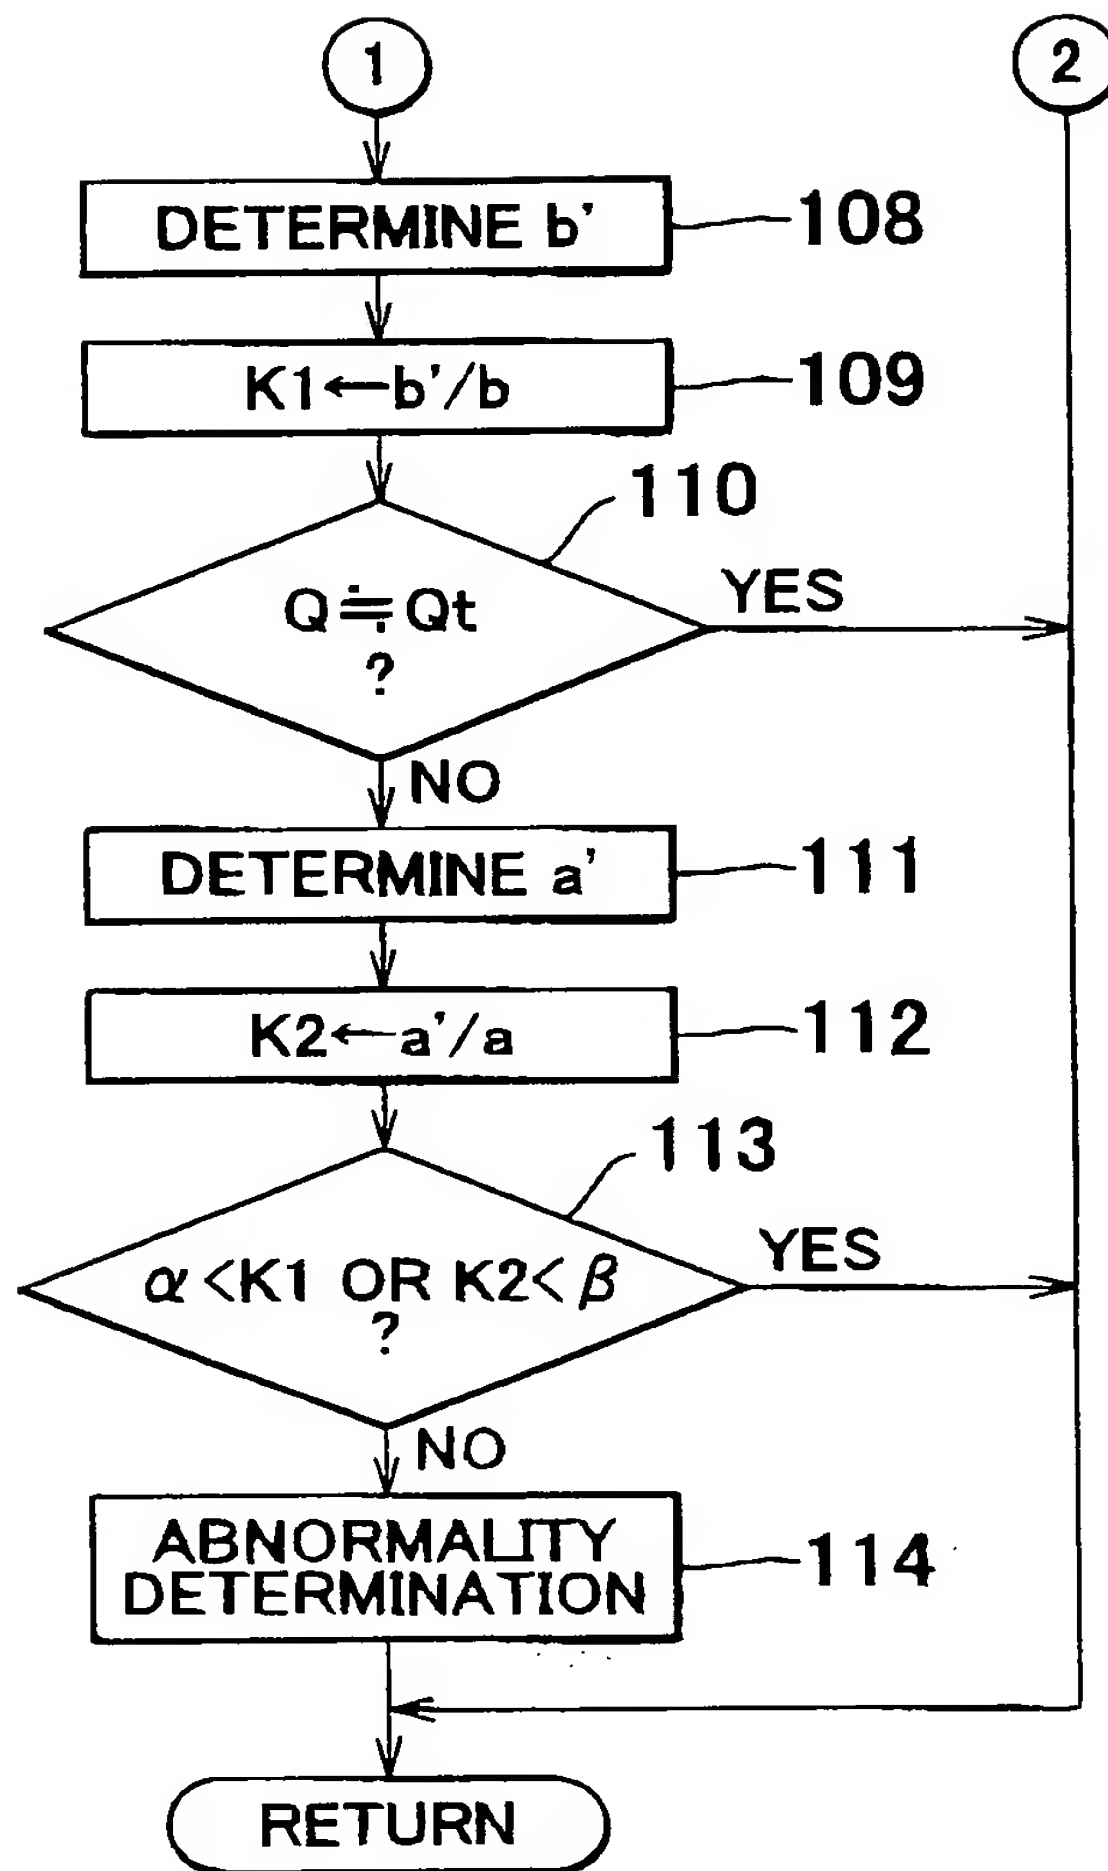 1
2
DETERMINE b'
108
K1←b'/b
109
110
Q≒Qt
?
YES
NO
DETERMINE a'
111
K2←a'/a
112
113
α<K1 OR K2<β
?
YES
NO
ABNORMALITY
DETERMINATION
114
RETURN